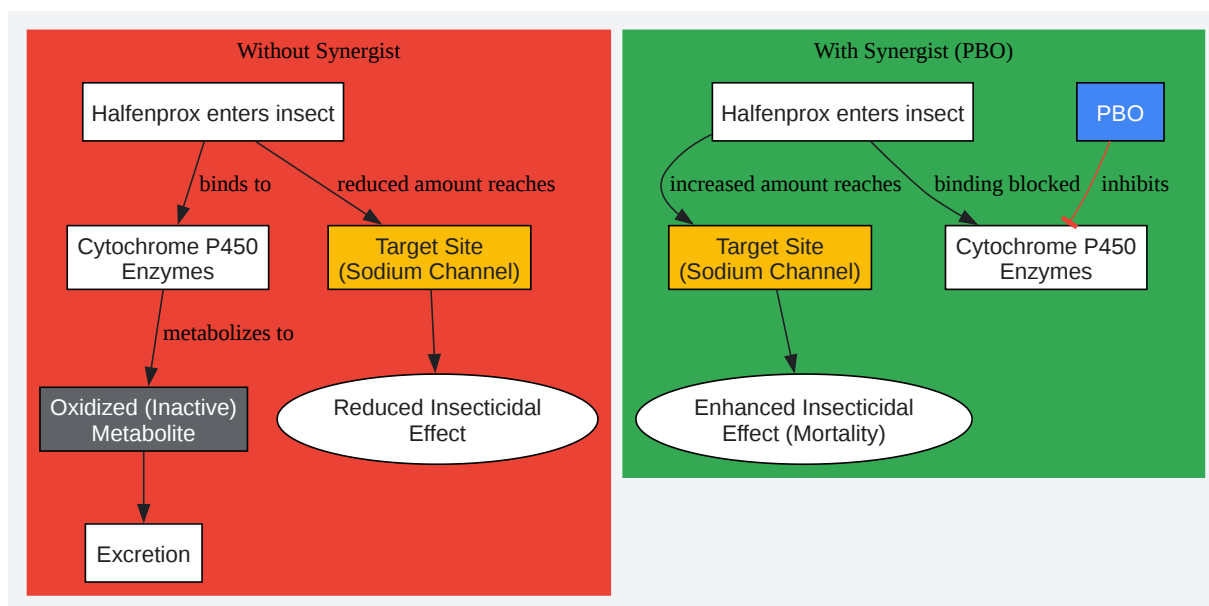 Without Synergist
Halfenprox enters insect
binds to
reduced amount reaches
Cytochrome P450
Enzymes
Target Site
(Sodium Channel)
metabolizes to
Oxidized (Inactive)
Metabolite
Reduced Insecticidal
Effect
Excretion
With Synergist (PBO)
Halfenprox enters insect
PBO
increased amount reaches
binding blocked
inhibits
Target Site
(Sodium Channel)
Cytochrome P450
Enzymes
Enhanced Insecticidal
Effect (Mortality)